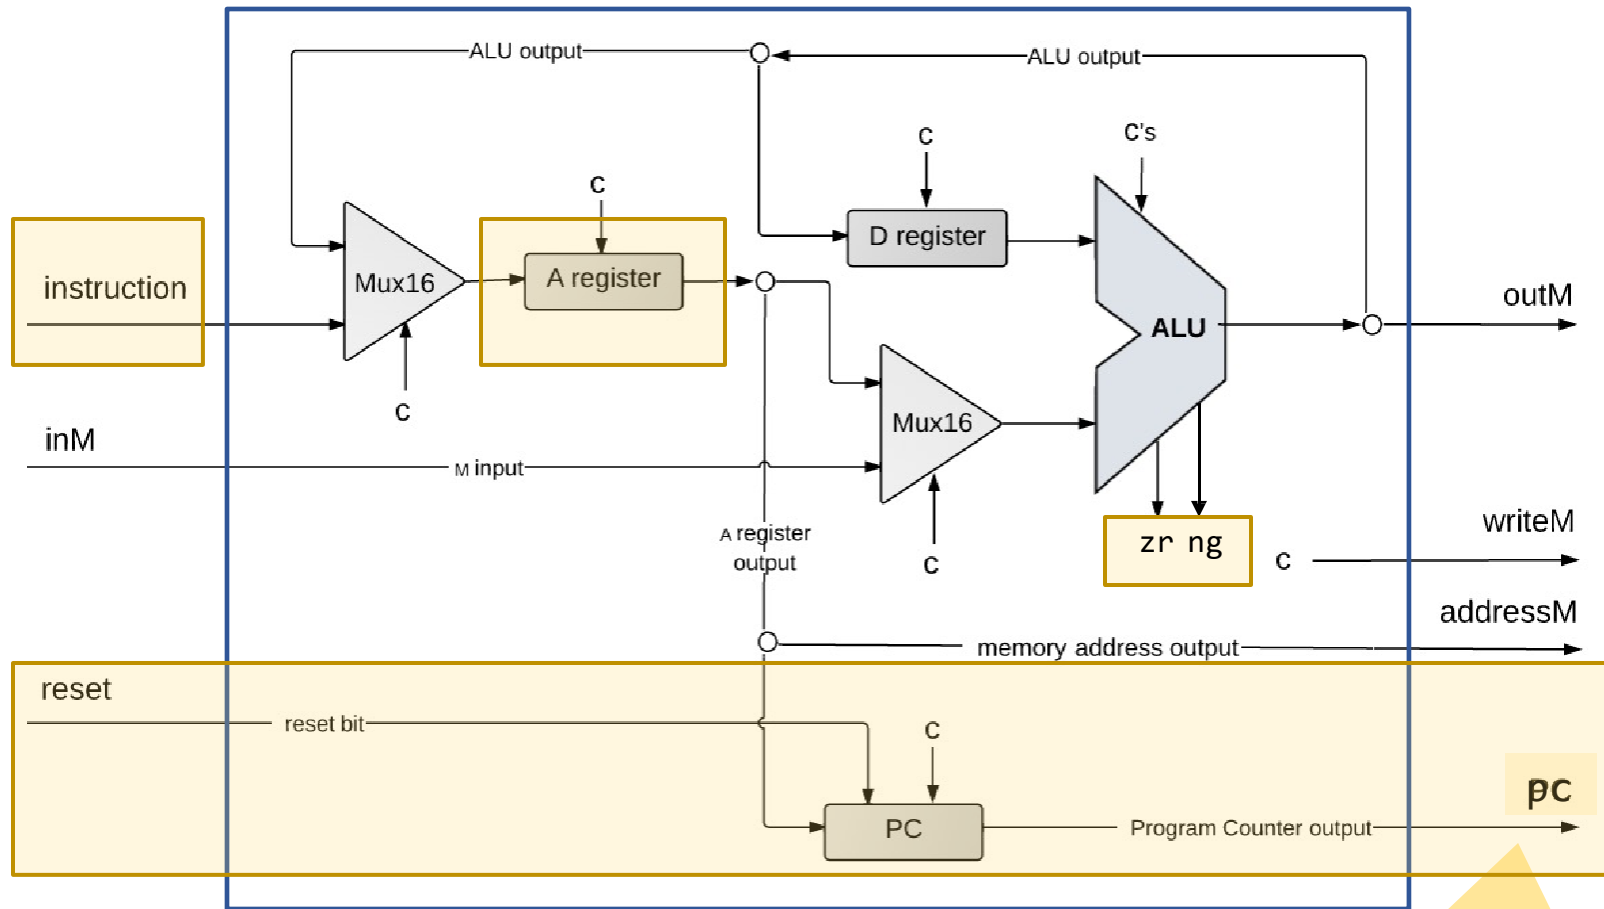 ALU output
ALU output
c
c's
c
D register
instruction
Mux16
A register
outM
ALU
c
inM
M input
Mux16
A register
output
c
zr ng
c
writeM
addressM
memory address output
reset
reset bit
c
pc
PC
Program Counter output